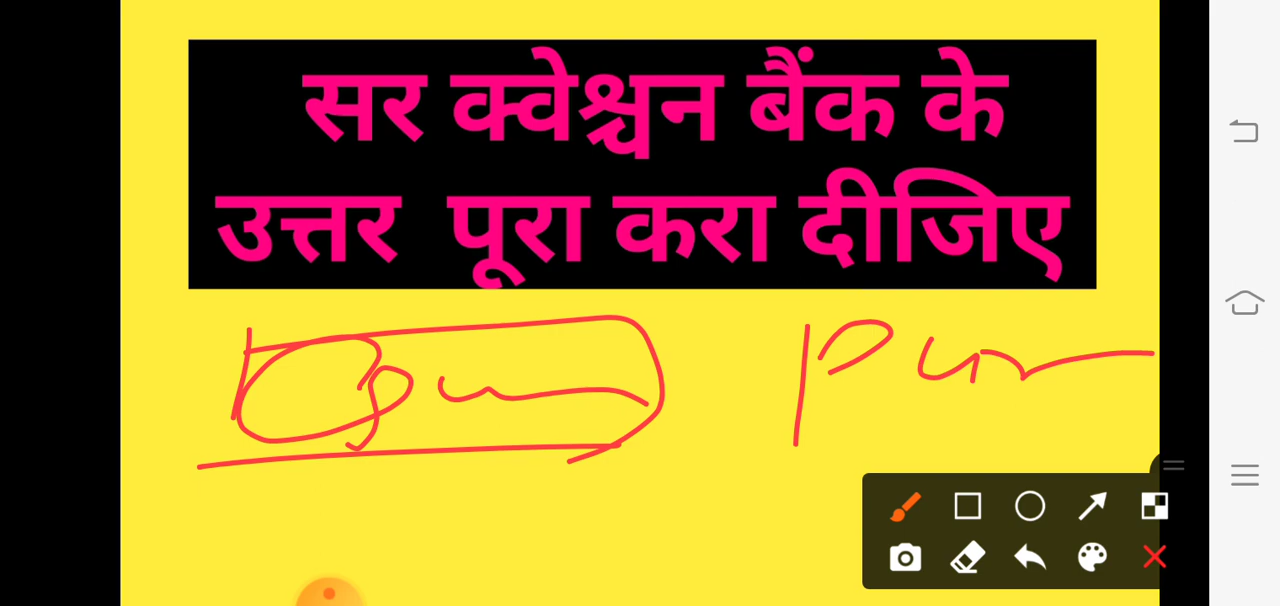 सर क्वेश्चन बैंक के
उत्तर पूरा करा दीजिए